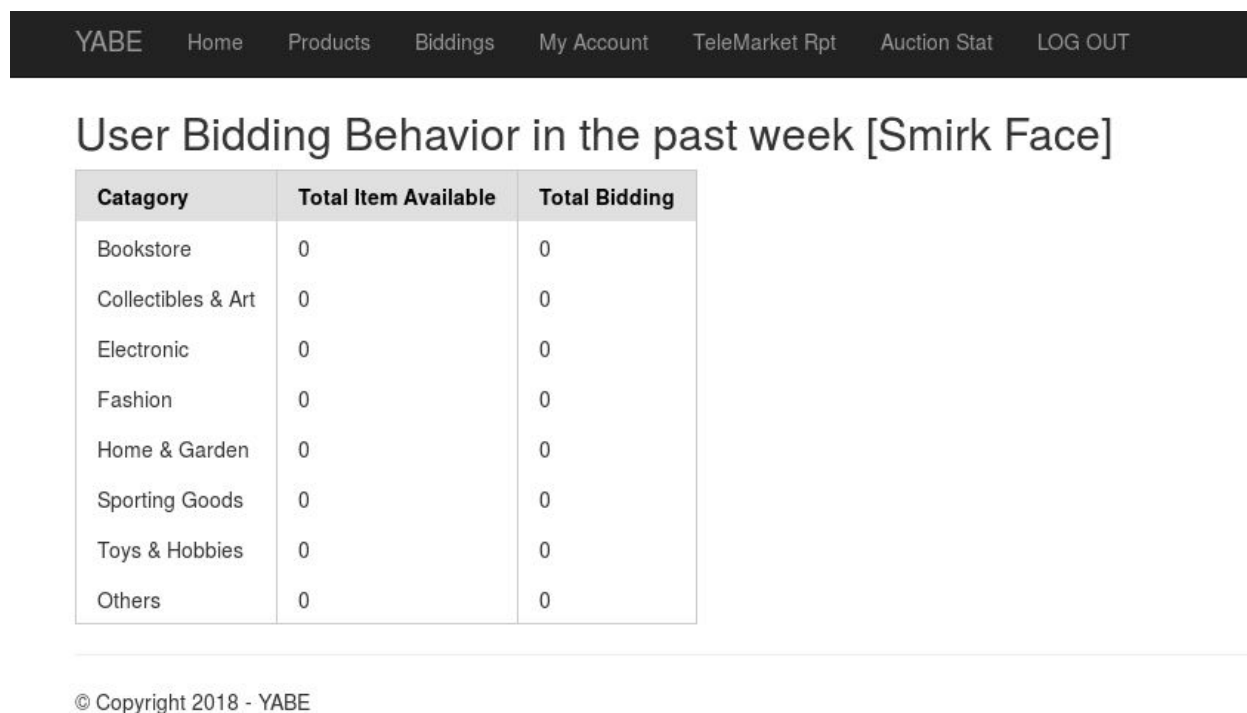 YABE Home Products Biddings My Account TeleMarket Rpt Auction Stat LOG OUT
User Bidding Behavior in the past week [Smirk Face]
Catagory Total Item Available Total Bidding
Bookstore 0 0
Collectibles & Art 0 0
Electronic 0 0
Fashion 0 0
Home & Garden 0 0
Sporting Goods 0 0
Toys & Hobbies 0 0
Others 0 0
© Copyright 2018 - YABE